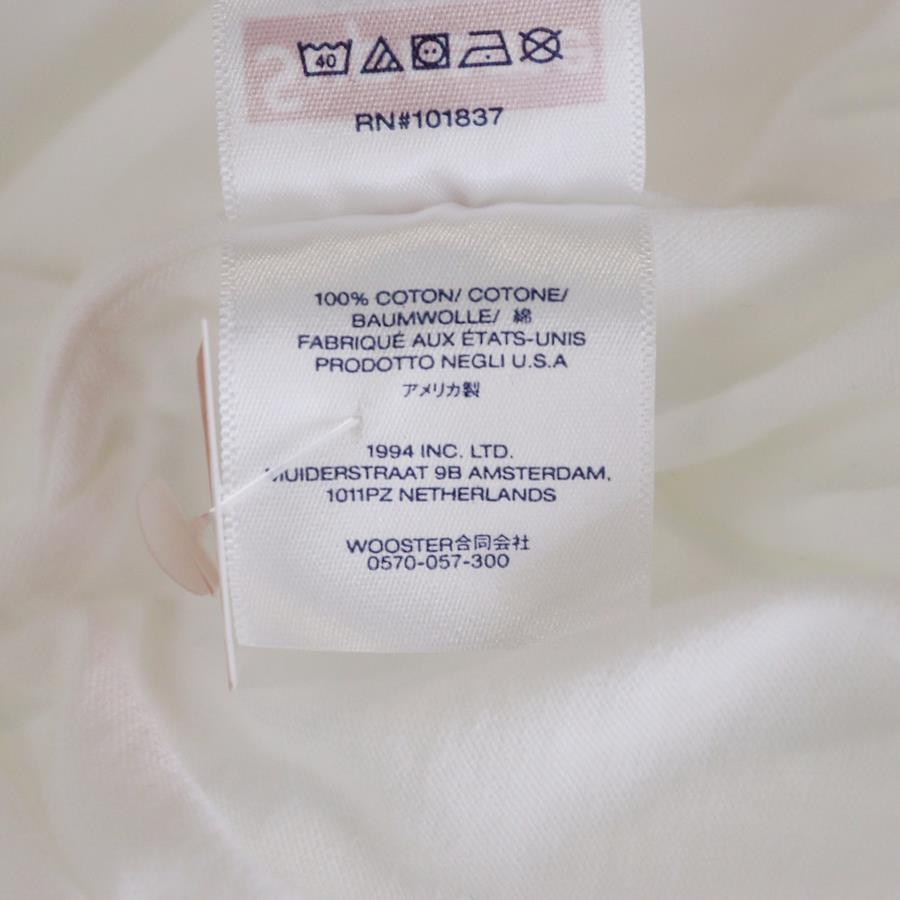 40
RN#101837
100% COTON/ COTONE/
BAUMWOLLE/ 綿
FABRIQUÉ AUX ÉTATS-UNIS
PRODOTTO NEGLI U.S.A
アメリカ製
1994 INC. LTD.
MUIDERSTRAAT 9B AMSTERDAM,
1011PZ NETHERLANDS
WOOSTER合同会社
0570-057-300